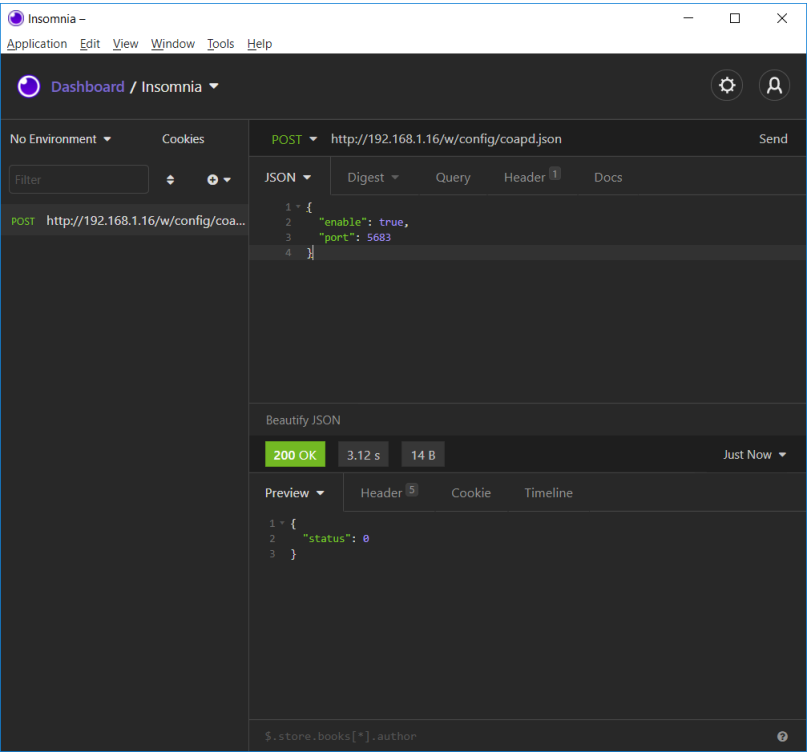 Insomnia –
Application Edit View Window Tools Help
Dashboard / Insomnia
No Environment Cookies
POST http://192.168.1.16/w/config/coapd.json Send
Filter
JSON Digest Query Header 1 Docs
POST http://192.168.1.16/w/config/coa...
1 {
2 "enable": true,
3 "port": 5683
4 }
Beautify JSON
200 OK 3.12 s 14 B Just Now
Preview Header 5 Cookie Timeline
1 {
2 "status": 0
3 }
$.store.books[*].author